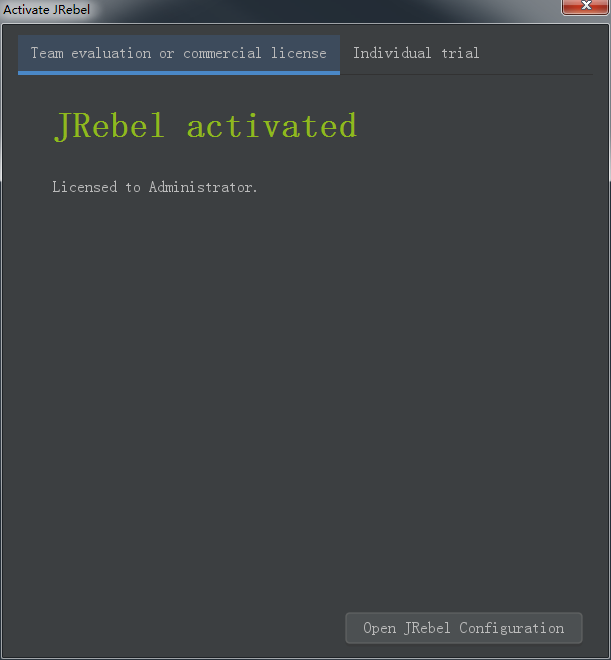 Activate JRebel
Team evaluation or commercial license
Individual trial
JRebel activated
Licensed to Administrator.
Open JRebel Configuration